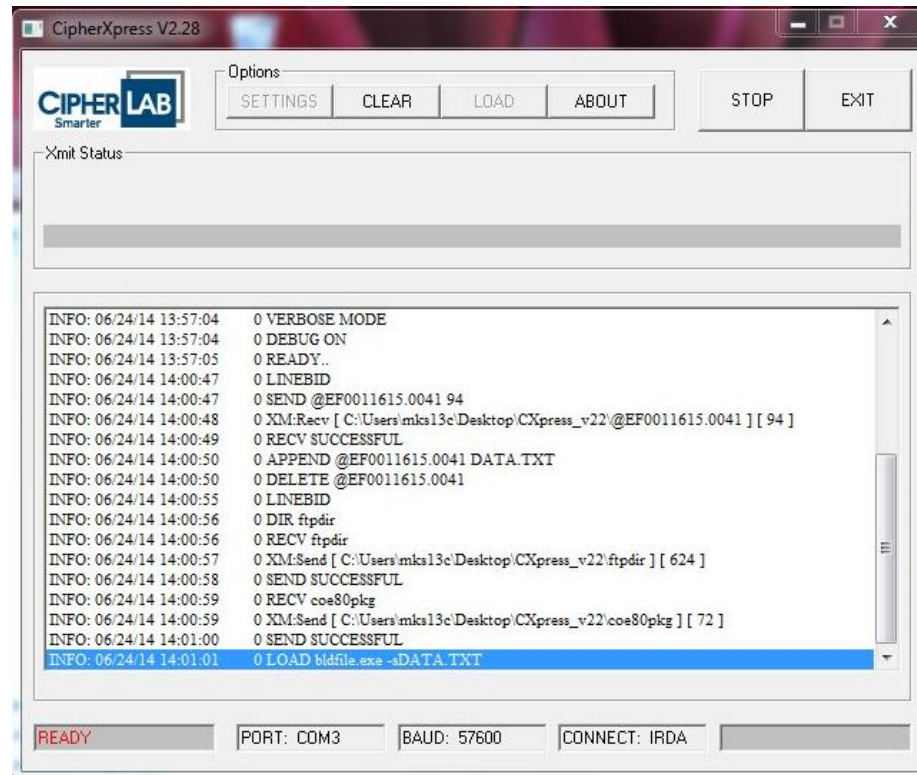 CipherXpress V2.28
CIPHER LAB
Smarter
Options
SETTINGS CLEAR LOAD ABOUT STOP EXIT
Xmit Status
INFO: 06/24/14 13:57:04 0 VERBOSE MODE
INFO: 06/24/14 13:57:04 0 DEBUG ON
INFO: 06/24/14 13:57:05 0 READY..
INFO: 06/24/14 14:00:47 0 LINEBID
INFO: 06/24/14 14:00:47 0 SEND @EF0011615.0041 94
INFO: 06/24/14 14:00:48 0 XM:Recv [ C:\Users\mks13c\Desktop\CXpress_v22\@EF0011615.0041 ] [ 94 ]
INFO: 06/24/14 14:00:49 0 RECV SUCCESSFUL
INFO: 06/24/14 14:00:50 0 APPEND @EF0011615.0041 DATA.TXT
INFO: 06/24/14 14:00:50 0 DELETE @EF0011615.0041
INFO: 06/24/14 14:00:55 0 LINEBID
INFO: 06/24/14 14:00:56 0 DIR ftpdir
INFO: 06/24/14 14:00:56 0 RECV ftpdir
INFO: 06/24/14 14:00:57 0 XM:Send [ C:\Users\mks13c\Desktop\CXpress_v22\ftpdir ] [ 624 ]
INFO: 06/24/14 14:00:58 0 SEND SUCCESSFUL
INFO: 06/24/14 14:00:59 0 RECV coe80pkg
INFO: 06/24/14 14:00:59 0 XM:Send [ C:\Users\mks13c\Desktop\CXpress_v22\coe80pkg ] [ 72 ]
INFO: 06/24/14 14:01:00 0 SEND SUCCESSFUL
INFO: 06/24/14 14:01:01 0 LOAD bldfile.exe -sDATA.TXT
READY PORT: COM3 BAUD: 57600 CONNECT: IRDA